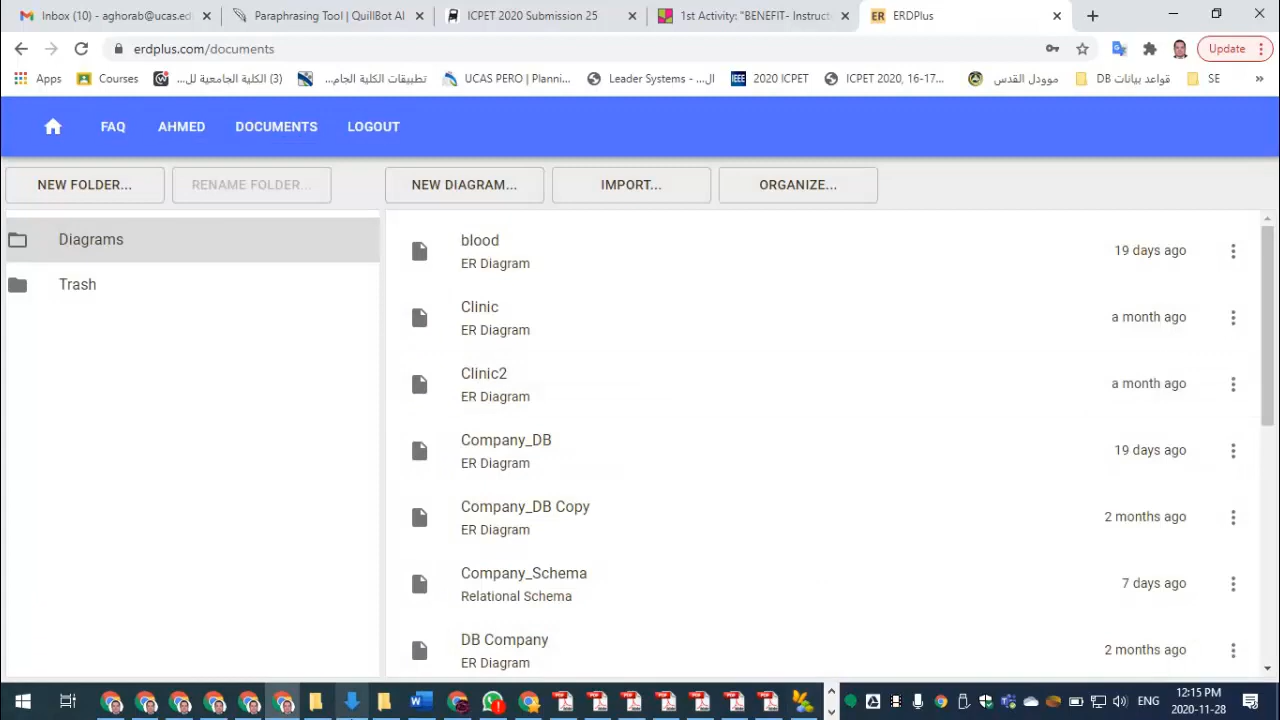 Inbox (10) - aghorab@ucas.ed
Paraphrasing Tool | QuillBot AI
ICPET 2020 Submission 25
1st Activity: "BENEFIT- Instruct
ER ERDPlus
erdplus.com/documents
Update
Apps
Courses
(3) الكلية الجامعية لل...
تطبيقات الكلية الجام...
UCAS PERO | Planni...
Leader Systems - ...ال
IEEE 2020 ICPET
ICPET 2020, 16-17...
موودل القدس
قواعد بيانات DB
SE
»
FAQ
AHMED
DOCUMENTS
LOGOUT
NEW FOLDER...
RENAME FOLDER...
NEW DIAGRAM...
IMPORT...
ORGANIZE...
Diagrams
Trash
blood
ER Diagram
19 days ago
Clinic
ER Diagram
a month ago
Clinic2
ER Diagram
a month ago
Company_DB
ER Diagram
19 days ago
Company_DB Copy
ER Diagram
2 months ago
Company_Schema
Relational Schema
7 days ago
DB Company
ER Diagram
2 months ago
ENG
12:15 PM
2020-11-28